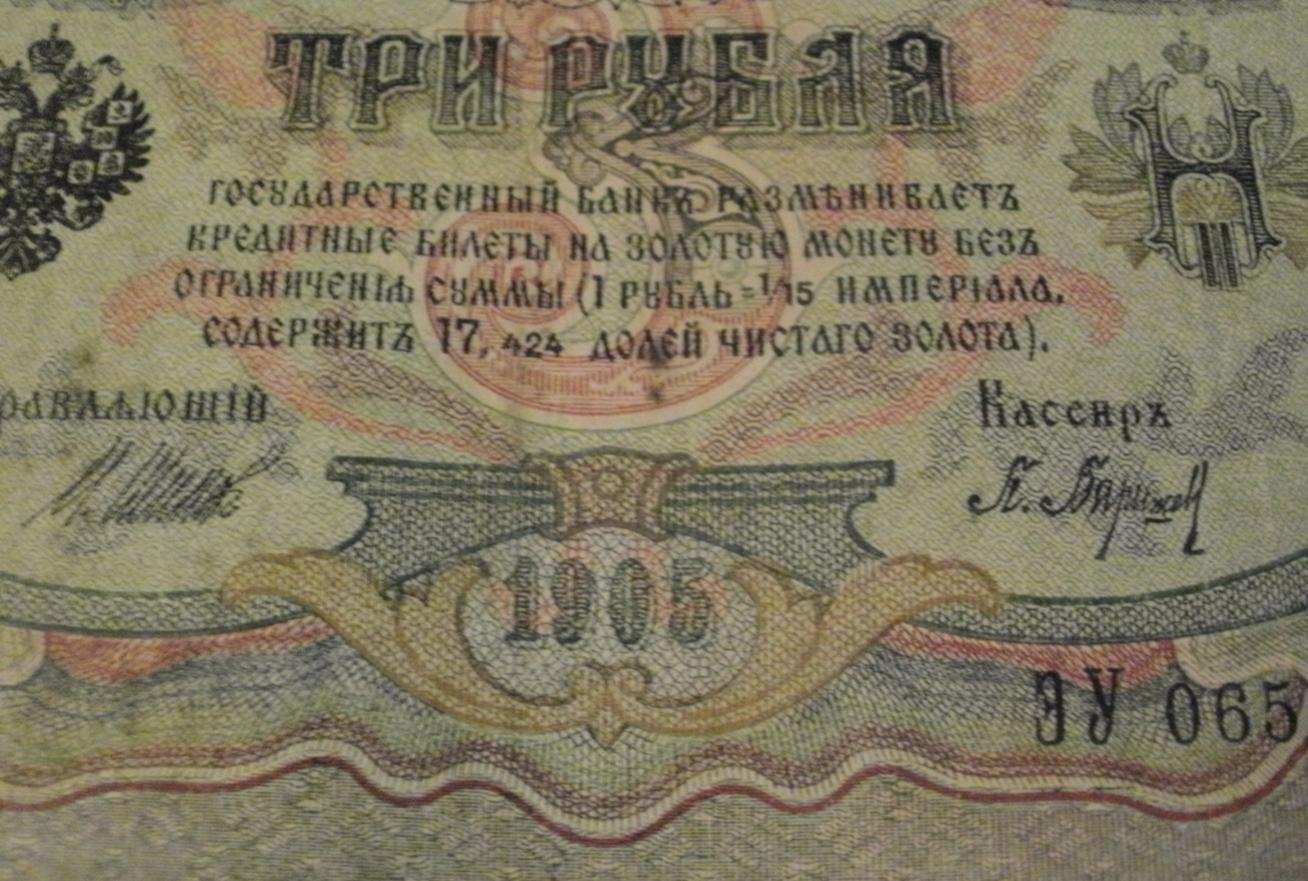 ТРИ РУБЛЯ
ГОСУДАРСТВЕННЫЙ БАНКЪ РАЗМѢНИВАЕТЪ
КРЕДИТНЫЕ БИЛЕТЫ НА ЗОЛОТУЮ МОНЕТУ БЕЗЪ
ОГРАНИЧЕНІЯ СУММЫ (1 РУБЛЬ = 1/15 ИМПЕРІАЛА,
СОДЕРЖИТЪ 17,424 ДОЛЕЙ ЧИСТАГО ЗОЛОТА).
РАВЛЯЮЩІЙ
Кассиръ
1905
ЭУ 065